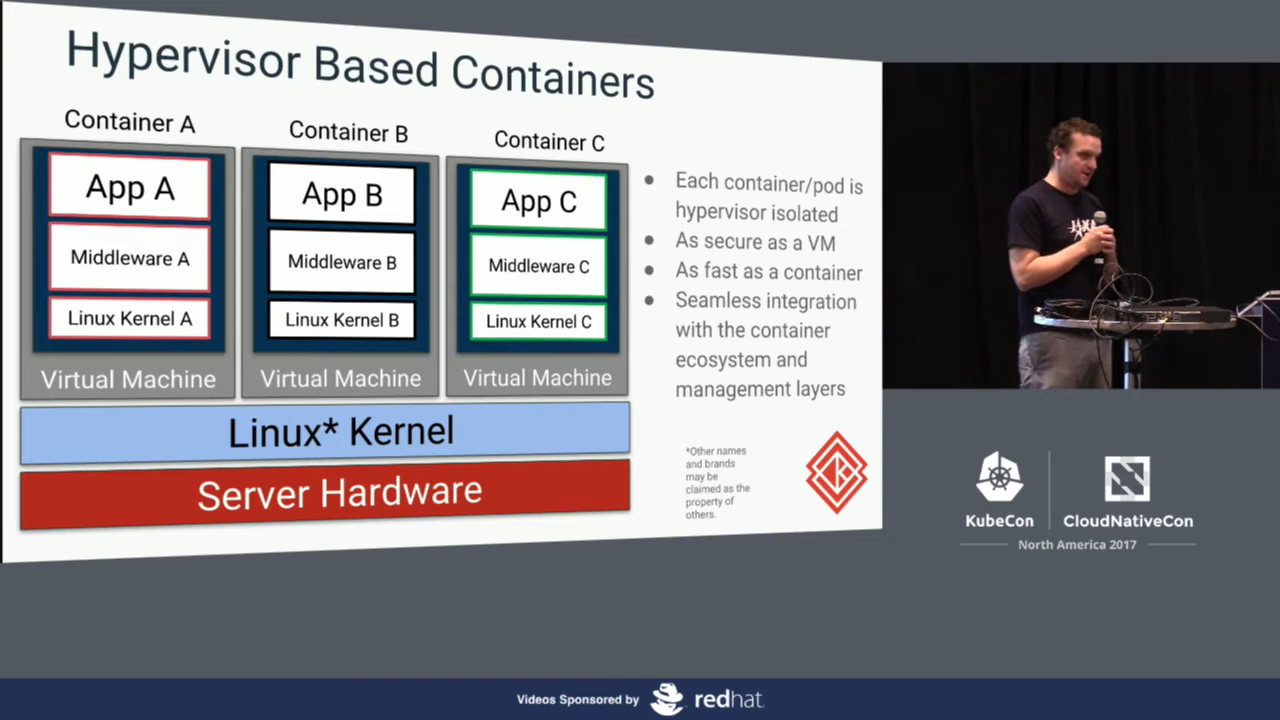 Hypervisor Based Containers
Container A
Container B
Container C
App A
App B
App C
Middleware A
Middleware B
Middleware C
Linux Kernel A
Linux Kernel B
Linux Kernel C
Virtual Machine
Virtual Machine
Virtual Machine
Linux* Kernel
Server Hardware
• Each container/pod is
hypervisor isolated
• As secure as a VM
• As fast as a container
• Seamless integration
with the container
ecosystem and
management layers
*Other names
and brands
may be
claimed as the
property of
others.
KubeCon
CloudNativeCon
North America 2017
Videos Sponsored by
redhat